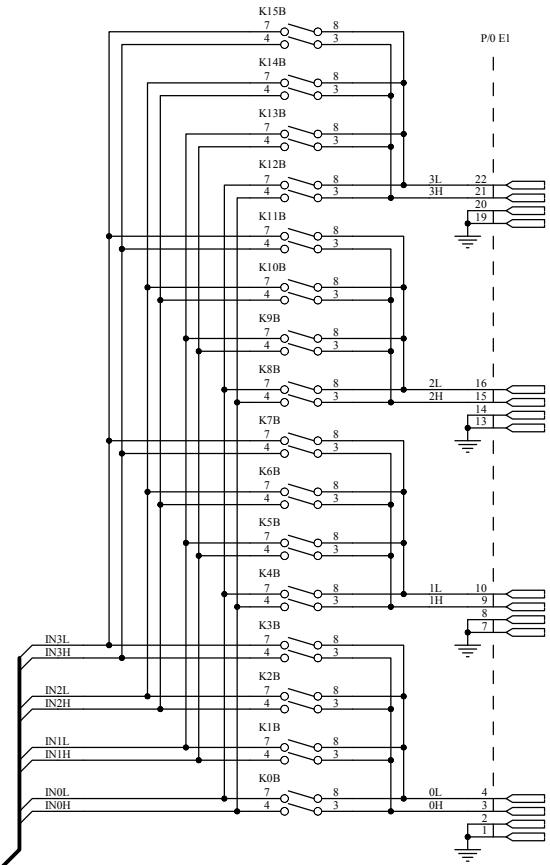 K15B
7 8
4 3
P/0 E1
K14B
7 8
4 3
K13B
7 8
4 3
K12B
7 8 3L 22
4 3 3H 21
20
19
K11B
7 8
4 3
K10B
7 8
4 3
K9B
7 8
4 3
K8B
7 8 2L 16
4 3 2H 15
14
13
K7B
7 8
4 3
K6B
7 8
4 3
K5B
7 8
4 3
K4B
7 8 1L 10
4 3 1H 9
8
7
K3B
IN3L 7 8
IN3H 4 3
K2B
IN2L 7 8
IN2H 4 3
K1B
IN1L 7 8
IN1H 4 3
K0B
IN0L 7 8 0L 4
IN0H 4 3 0H 3
2
1